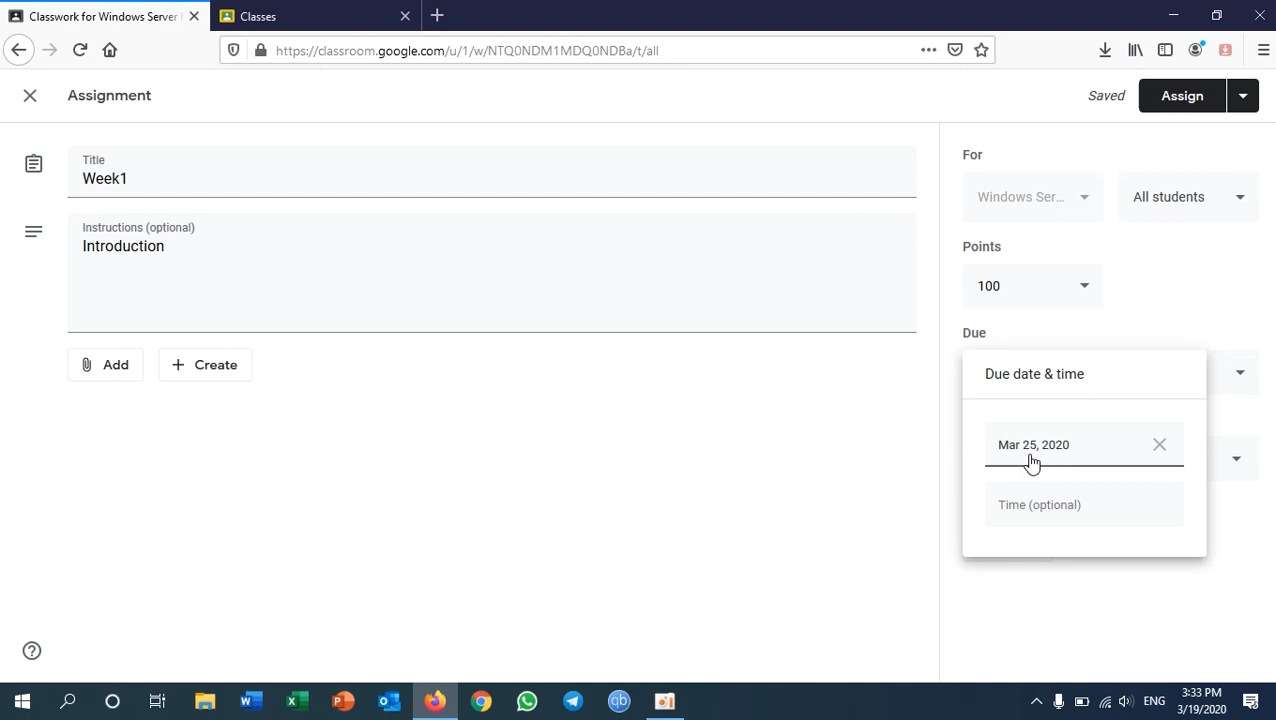 Classwork for Windows Server
Classes
https://classroom.google.com/u/1/w/NTQ0NDM1MDQ0NDBa/t/all
Assignment
Saved
Assign
Title
Week1
Instructions (optional)
Introduction
Add
Create
For
Windows Ser...
All students
Points
100
Due
Due date & time
Mar 25, 2020
Time (optional)
ENG
3:33 PM
3/19/2020